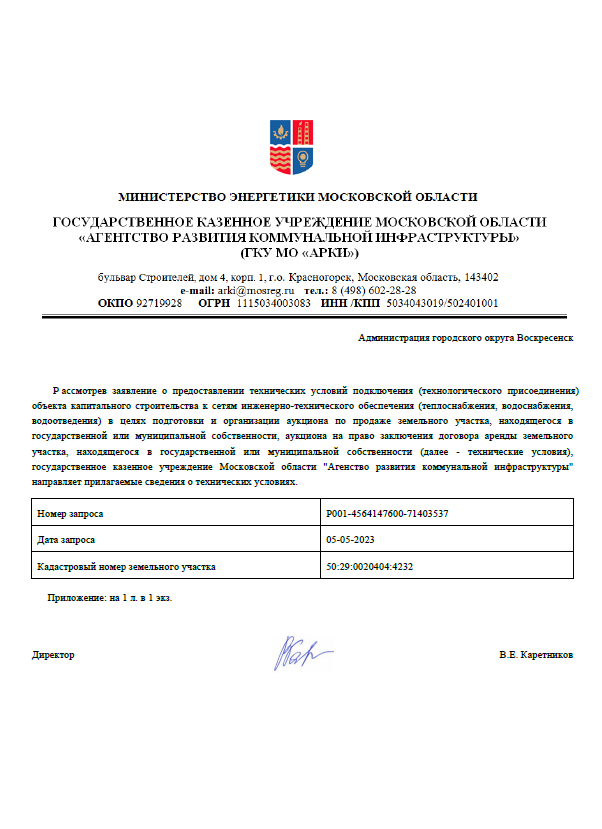 МИНИСТЕРСТВО ЭНЕРГЕТИКИ МОСКОВСКОЙ ОБЛАСТИ
ГОСУДАРСТВЕННОЕ КАЗЕННОЕ УЧРЕЖДЕНИЕ МОСКОВСКОЙ ОБЛАСТИ
«АГЕНТСТВО РАЗВИТИЯ КОММУНАЛЬНОЙ ИНФРАСТРУКТУРЫ»
(ГКУ МО «АРКИ»)
бульвар Строителей, дом 4, корп. 1, г.о. Красногорск, Московская область, 143402
e-mail: arki@mosreg.ru тел.: 8 (498) 602-28-28
ОКПО 92719928 ОГРН 1115034003083 ИНН /КПП 5034043019/502401001
Администрация городского округа Воскресенск
Рассмотрев заявление о предоставлении технических условий подключения (технологического присоединения)
объекта капитального строительства к сетям инженерно-технического обеспечения (теплоснабжения, водоснабжения,
водоотведения) в целях подготовки и организации аукциона по продаже земельного участка, находящегося в
государственной или муниципальной собственности, аукциона на право заключения договора аренды земельного
участка, находящегося в государственной или муниципальной собственности (далее - технические условия),
государственное казенное учреждение Московской области "Агенство развития коммунальной инфраструктуры"
направляет прилагаемые сведения о технических условиях.
Номер запроса P001-4564147600-71403537
Дата запроса 05-05-2023
Кадастровый номер земельного участка 50:29:0020404:4232
Приложение: на 1 л. в 1 экз.
Директор В.Е. Каретников